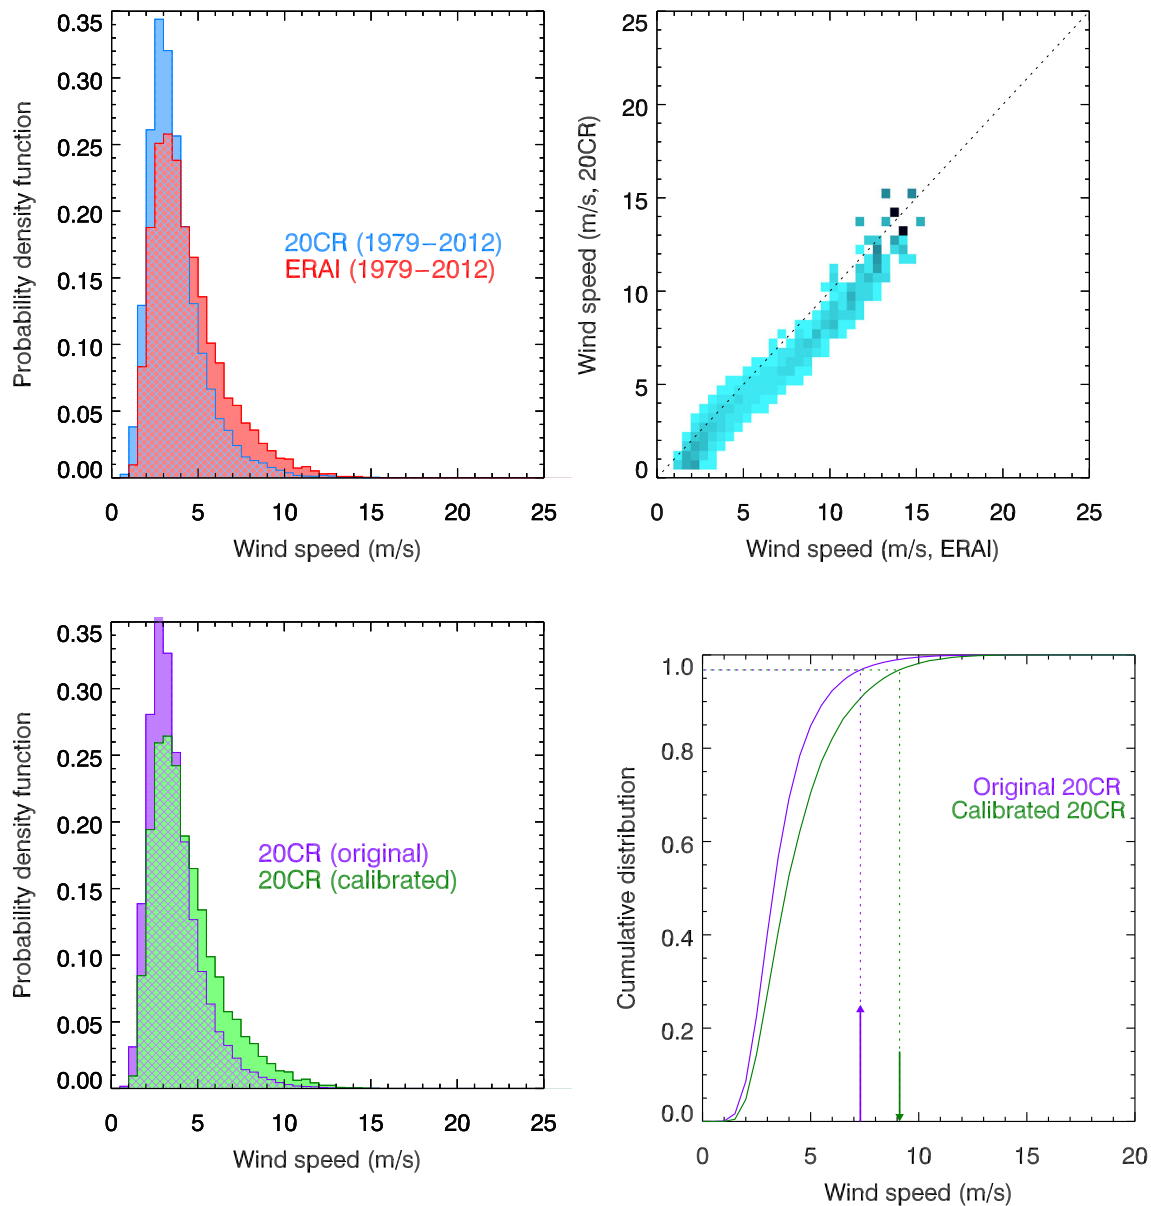 Probability density function
0.35
0.30
0.25
0.20
0.15
0.10
0.05
0.00
20CR (1979−2012)
ERAI (1979−2012)
0 5 10 15 20 25
Wind speed (m/s)
Wind speed (m/s, 20CR)
25
20
15
10
5
0
0 5 10 15 20 25
Wind speed (m/s, ERAI)
Probability density function
0.35
0.30
0.25
0.20
0.15
0.10
0.05
0.00
20CR (original)
20CR (calibrated)
0 5 10 15 20 25
Wind speed (m/s)
Cumulative distribution
1.0
0.8
0.6
0.4
0.2
0.0
Original 20CR
Calibrated 20CR
0 5 10 15 20
Wind speed (m/s)